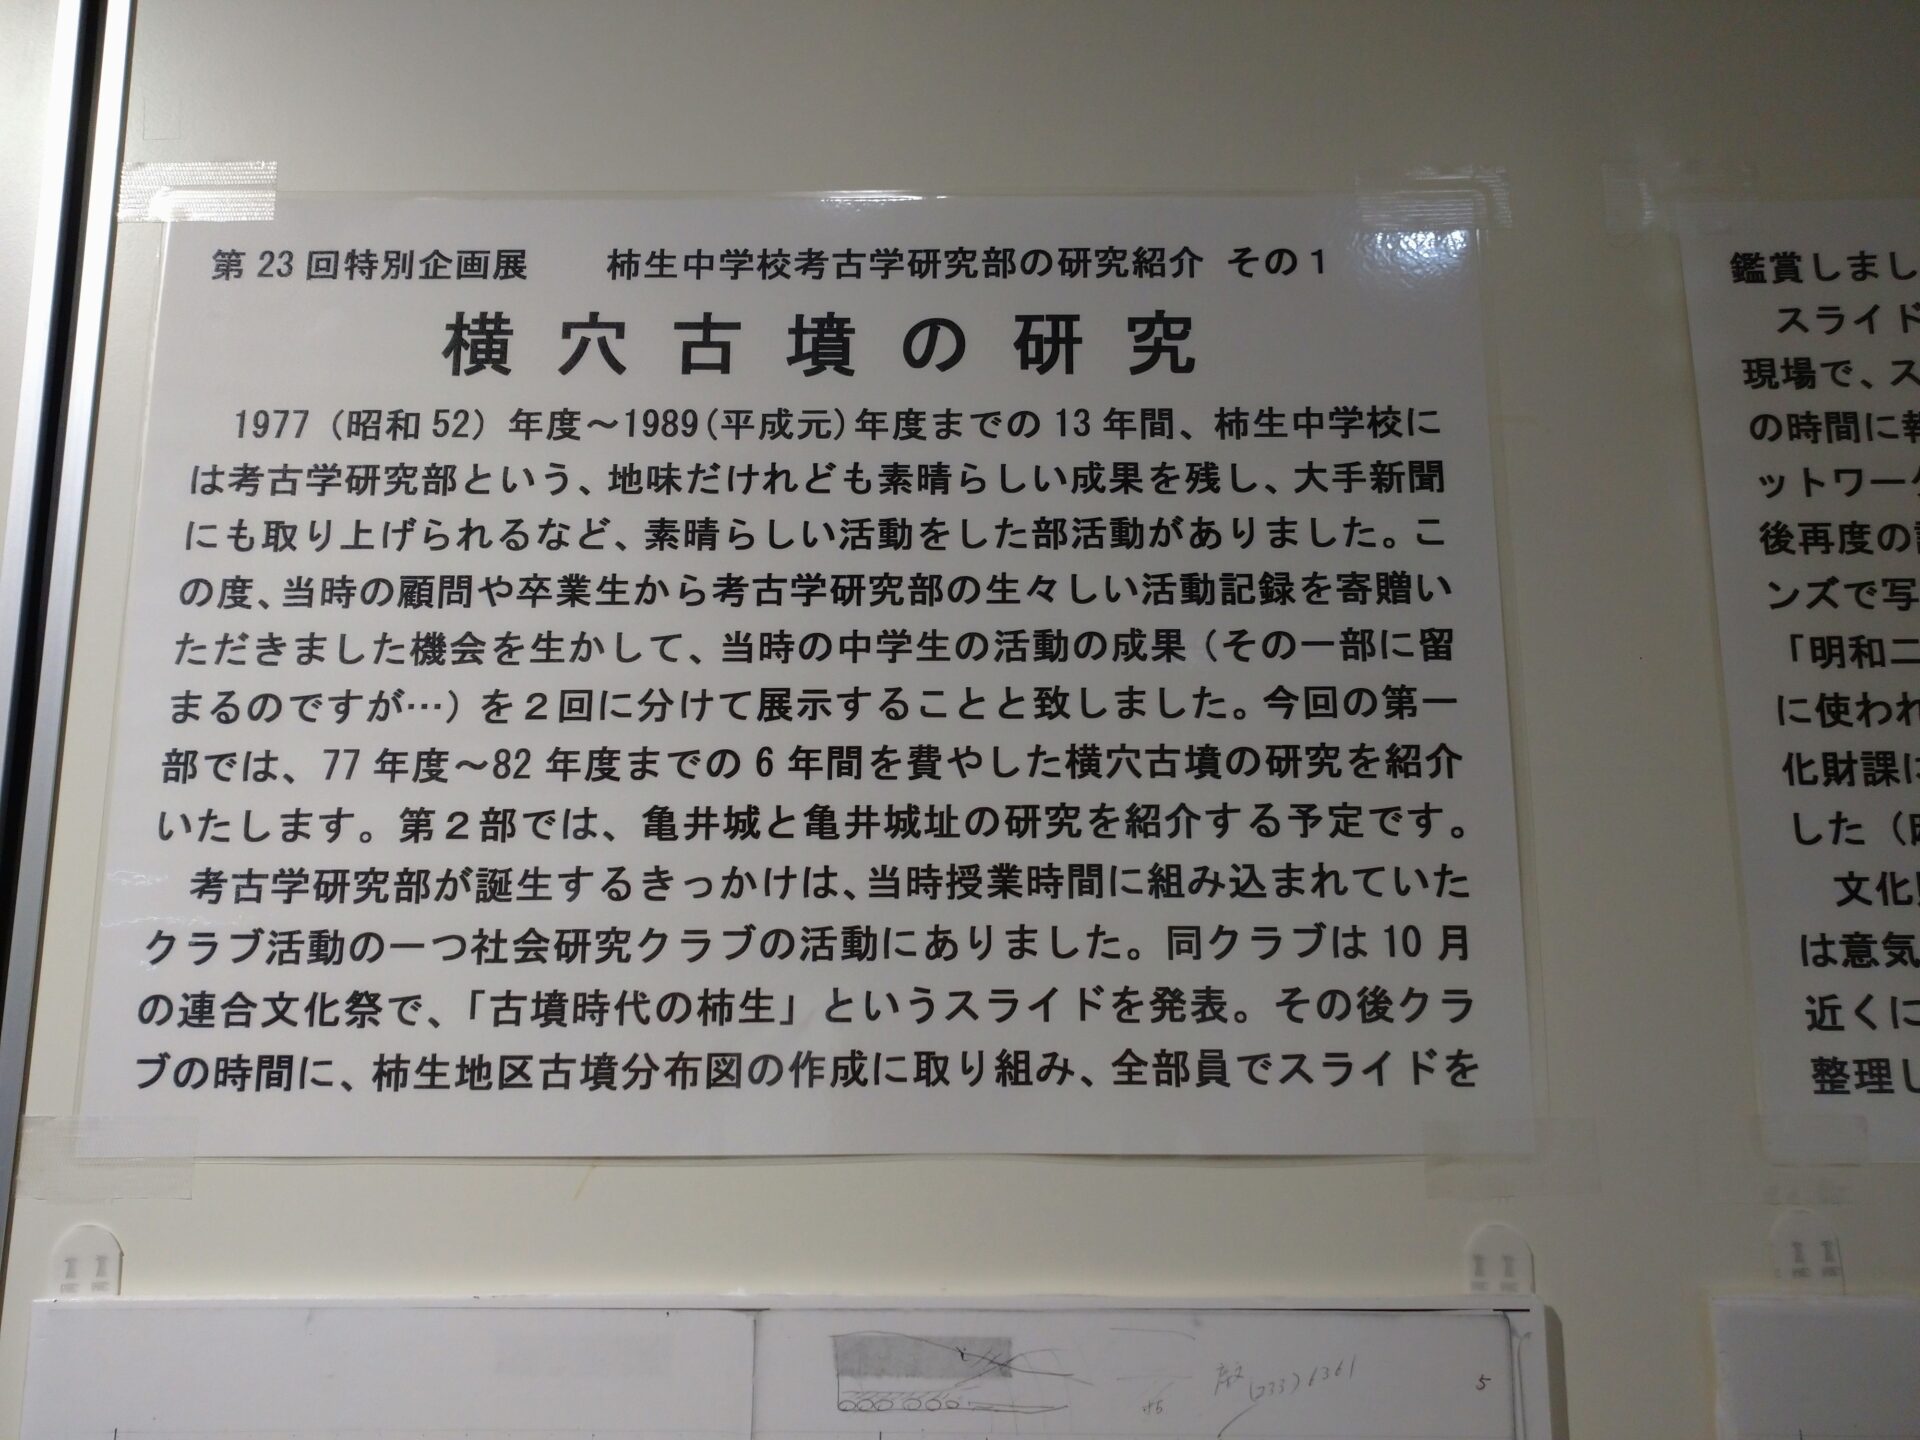 第23回特別企画展　　柿生中学校考古学研究部の研究紹介 その1
横穴古墳の研究
1977（昭和52）年度～1989(平成元)年度までの13年間、柿生中学校に
は考古学研究部という、地味だけれども素晴らしい成果を残し、大手新聞
にも取り上げられるなど、素晴らしい活動をした部活動がありました。こ
の度、当時の顧問や卒業生から考古学研究部の生々しい活動記録を寄贈い
ただきました機会を生かして、当時の中学生の活動の成果（その一部に留
まるのですが…）を２回に分けて展示することと致しました。今回の第一
部では、77年度～82年度までの6年間を費やした横穴古墳の研究を紹介
いたします。第２部では、亀井城と亀井城址の研究を紹介する予定です。
考古学研究部が誕生するきっかけは、当時授業時間に組み込まれていた
クラブ活動の一つ社会研究クラブの活動にありました。同クラブは10月
の連合文化祭で、「古墳時代の柿生」というスライドを発表。その後クラ
ブの時間に、柿生地区古墳分布図の作成に取り組み、全部員でスライドを
鑑賞しまし
スライド
現場で、ス
の時間に
ットワーク
後再度の
ンズで写
「明和二
に使われ
化財課に
した（
文化
は意気
近くに
整理し
(233)6361
5